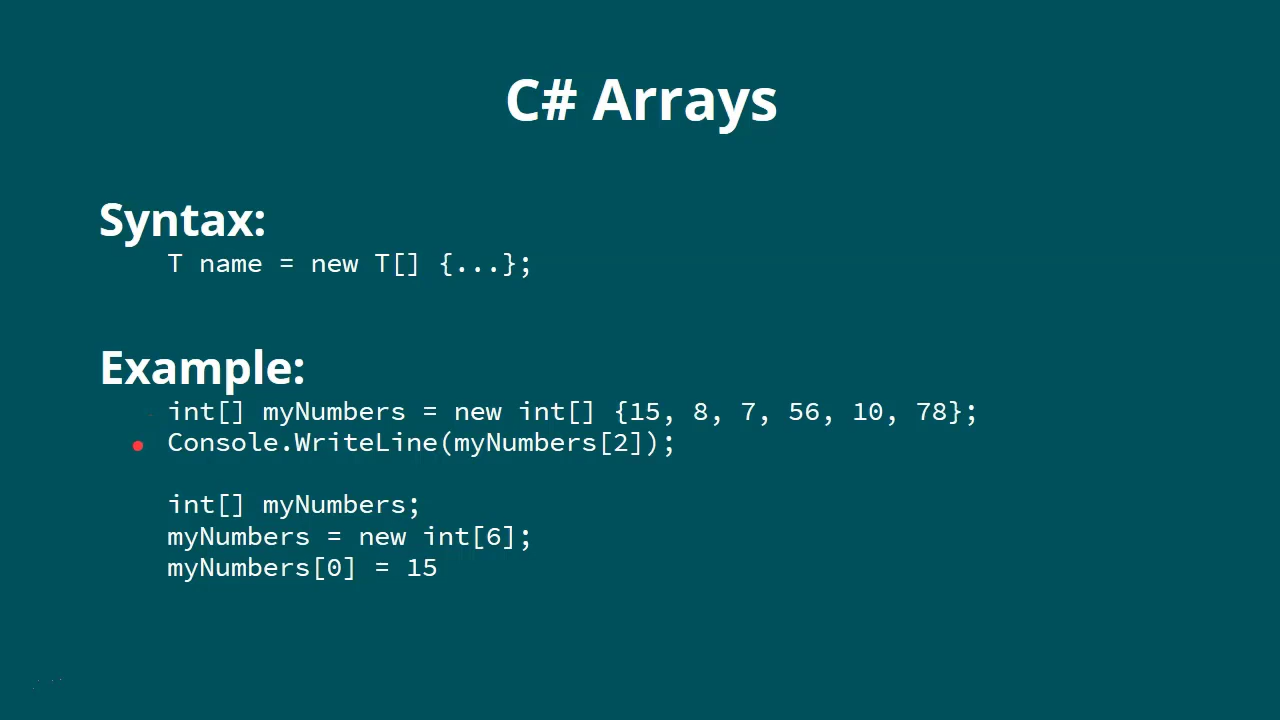 C# Arrays
Syntax:
T name = new T[] {...};
Example:
int[] myNumbers = new int[] {15, 8, 7, 56, 10, 78};
Console.WriteLine(myNumbers[2]);
int[] myNumbers;
myNumbers = new int[6];
myNumbers[0] = 15